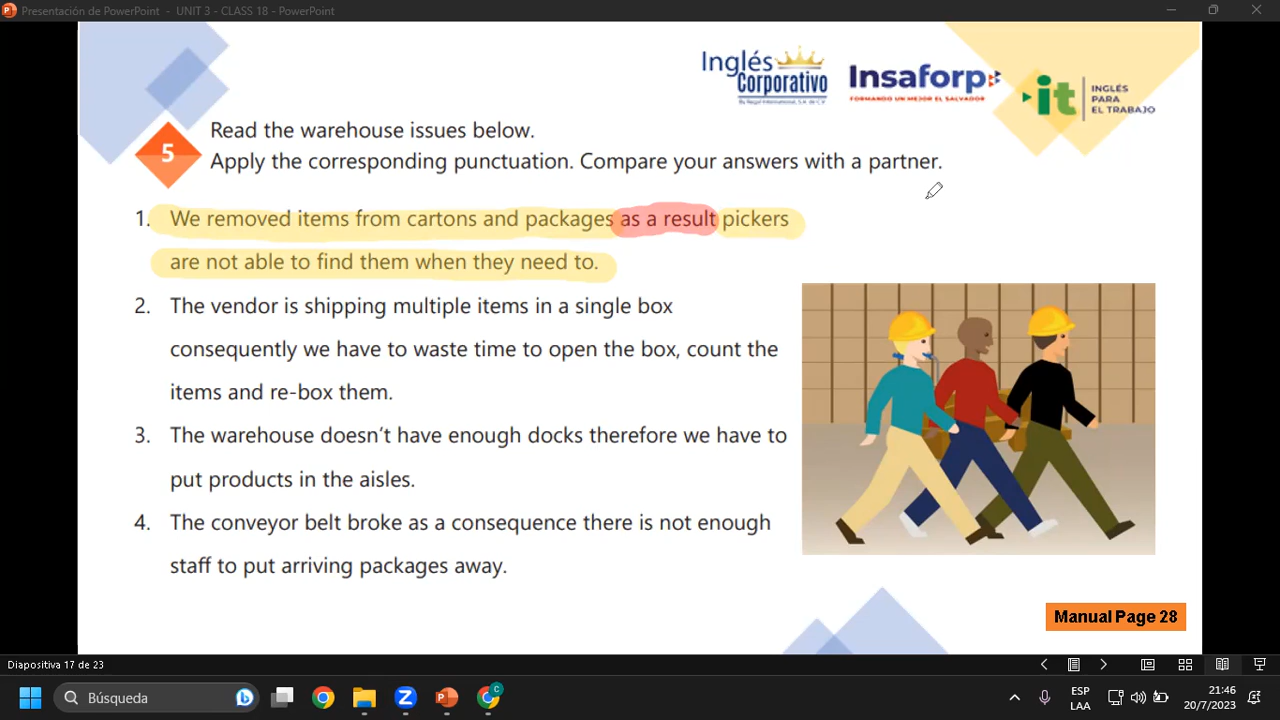 Presentación de PowerPoint - UNIT 3 - CLASS 18 - PowerPoint
Inglés
Corporativo
Insaforp
FORMANDO UN MEJOR EL SALVADOR
it
INGLÉS
PARA
EL TRABAJO
5
Read the warehouse issues below.
Apply the corresponding punctuation. Compare your answers with a partner.
1. We removed items from cartons and packages as a result pickers
are not able to find them when they need to.
2. The vendor is shipping multiple items in a single box
consequently we have to waste time to open the box, count the
items and re-box them.
3. The warehouse doesn't have enough docks therefore we have to
put products in the aisles.
4. The conveyor belt broke as a consequence there is not enough
staff to put arriving packages away.
Manual Page 28
Diapositiva 17 de 23
Búsqueda
C
ESP
LAA
21:46
20/7/2023